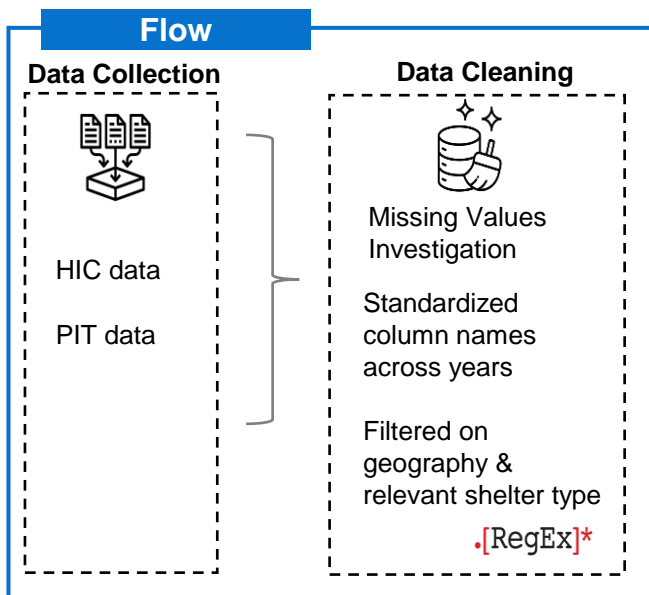 Flow
Data Collection
HIC data
PIT data
Data Cleaning
Missing Values
Investigation
Standardized
column names
across years
Filtered on
geography &
relevant shelter type
.[RegEx]*